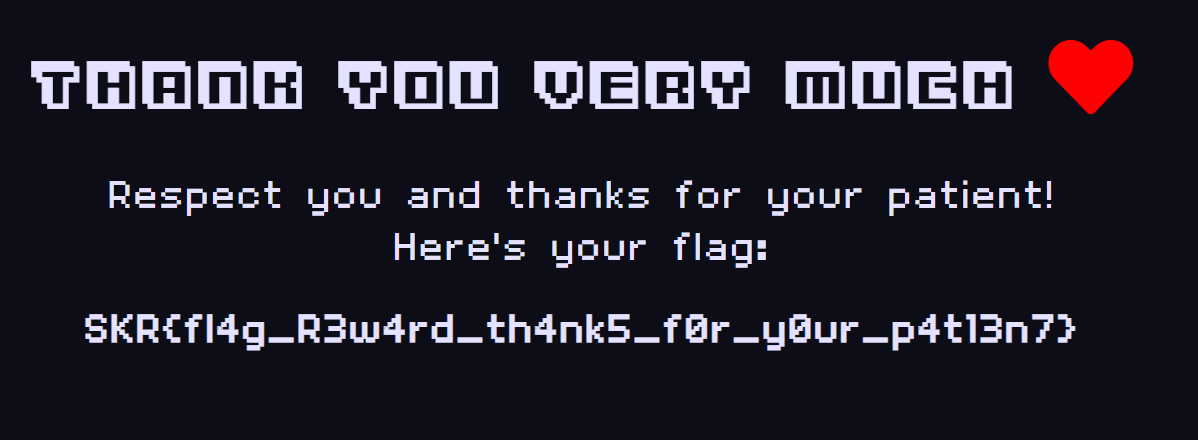 THANK YOU VERY MUCH
Respect you and thanks for your patient!
Here's your flag:
SKR{fl4g_R3w4rd_th4nk5_f0r_y0ur_p4t13n7}